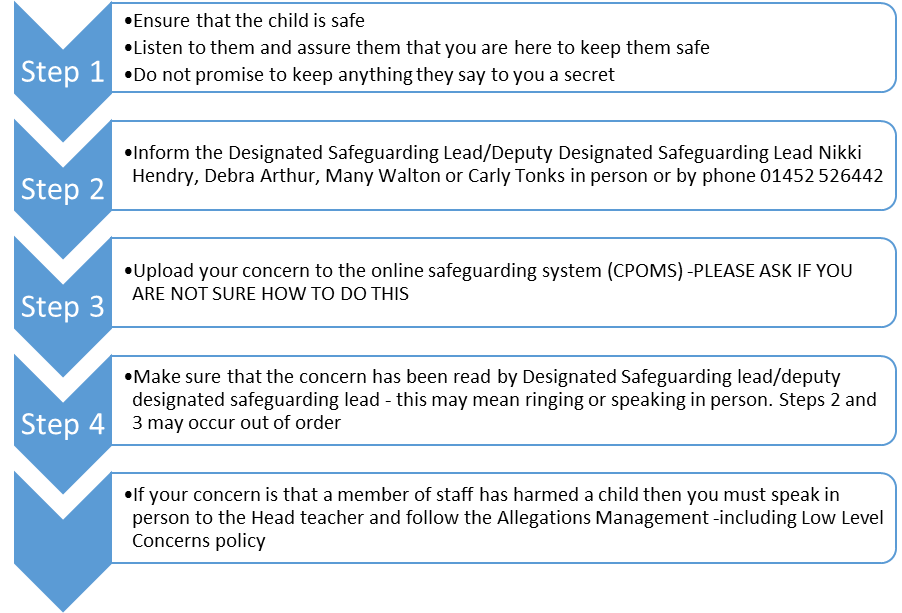 Step 1
•Ensure that the child is safe
•Listen to them and assure them that you are here to keep them safe
•Do not promise to keep anything they say to you a secret
Step 2
•Inform the Designated Safeguarding Lead/Deputy Designated Safeguarding Lead Nikki
Hendry, Debra Arthur, Many Walton or Carly Tonks in person or by phone 01452 526442
Step 3
•Upload your concern to the online safeguarding system (CPOMS) -PLEASE ASK IF YOU
ARE NOT SURE HOW TO DO THIS
Step 4
•Make sure that the concern has been read by Designated Safeguarding lead/deputy
designated safeguarding lead - this may mean ringing or speaking in person. Steps 2 and
3 may occur out of order
•If your concern is that a member of staff has harmed a child then you must speak in
person to the Head teacher and follow the Allegations Management -including Low Level
Concerns policy